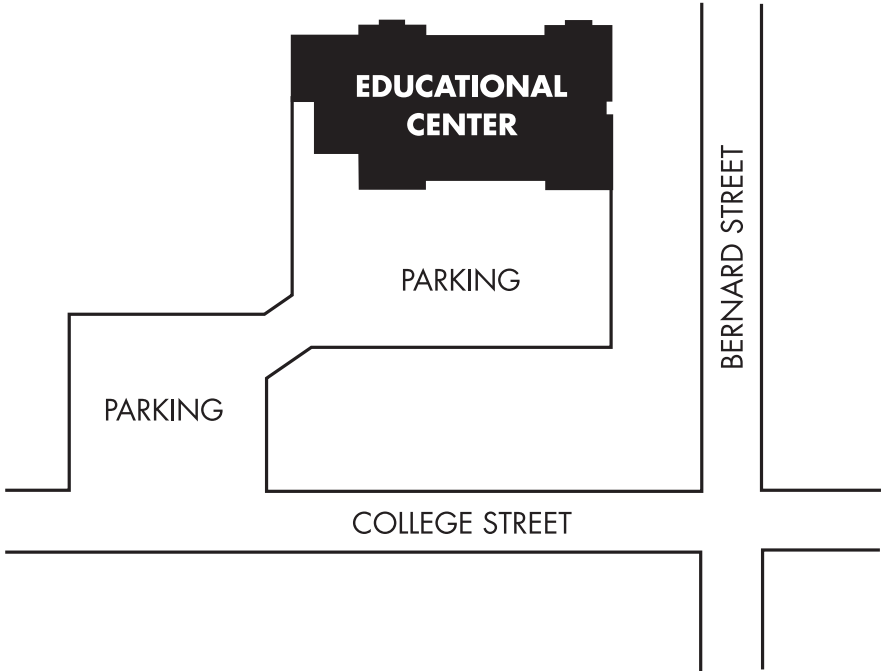 EDUCATIONAL
CENTER
PARKING
BERNARD STREET
PARKING
COLLEGE STREET